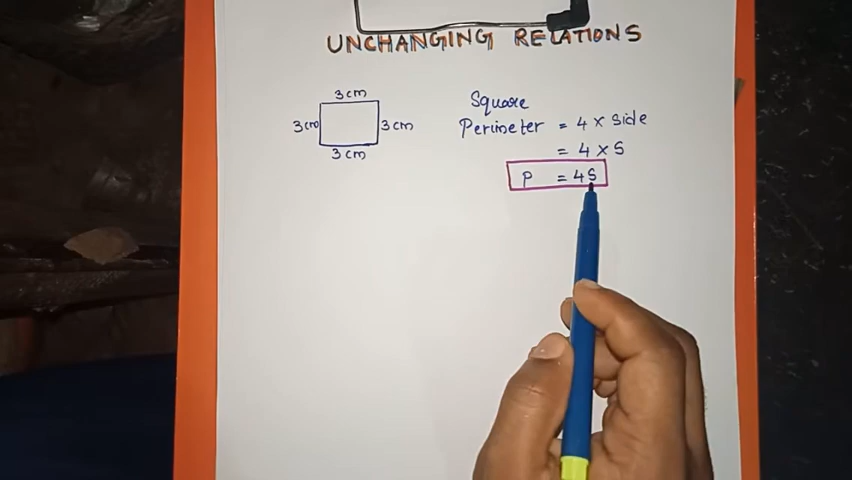 UNCHANGING RELATIONS
3 cm
3 cm
3 cm
3 cm
Square
Perimeter = 4 × side
= 4 × S
P = 4S